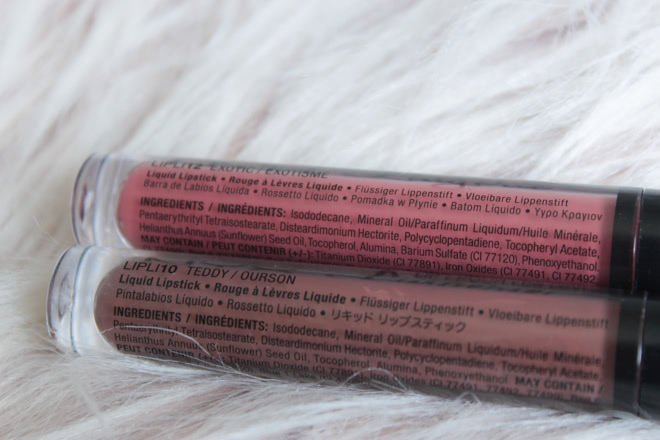 LIPLI12 EXOTIC / EXOTISME
Liquid Lipstick • Rouge à Lèvres Liquide • Flüssiger Lippenstift • Vloeibare Lippenstift
Barra de Labios Líquida • Rossetto Liquido • Pomadka w Płynie • Batom Líquido • Υγρο Κραγιον
INGREDIENTS / INGRÉDIENTS: Isododecane, Mineral Oil/Paraffinum Liquidum/Huile Minérale,
Pentaerythrityl Tetraisostearate, Disteardimonium Hectorite, Polycyclopentadiene, Tocopheryl Acetate,
Helianthus Annuus (Sunflower) Seed Oil, Tocopherol, Alumina, Barium Sulfate (CI 77120), Phenoxyethanol.
MAY CONTAIN / PEUT CONTENIR (+/-): Titanium Dioxide (CI 77891), Iron Oxides (CI 77491, CI 77492
LIPLI10 TEDDY / OURSON
Liquid Lipstick • Rouge à Lèvres Liquide • Flüssiger Lippenstift • Vloeibare Lippenstift
Pintalabios Líquido • Rossetto Liquido • リキッド リップスティック
INGREDIENTS / INGRÉDIENTS: Isododecane, Mineral Oil/Paraffinum Liquidum/Huile Minérale,
Pentaerythrityl Tetraisostearate, Disteardimonium Hectorite, Polycyclopentadiene, Tocopheryl Acetate,
Helianthus Annuus (Sunflower) Seed Oil, Tocopherol, Alumina, Phenoxyethanol. MAY CONTAIN /
PEUT CONTENIR